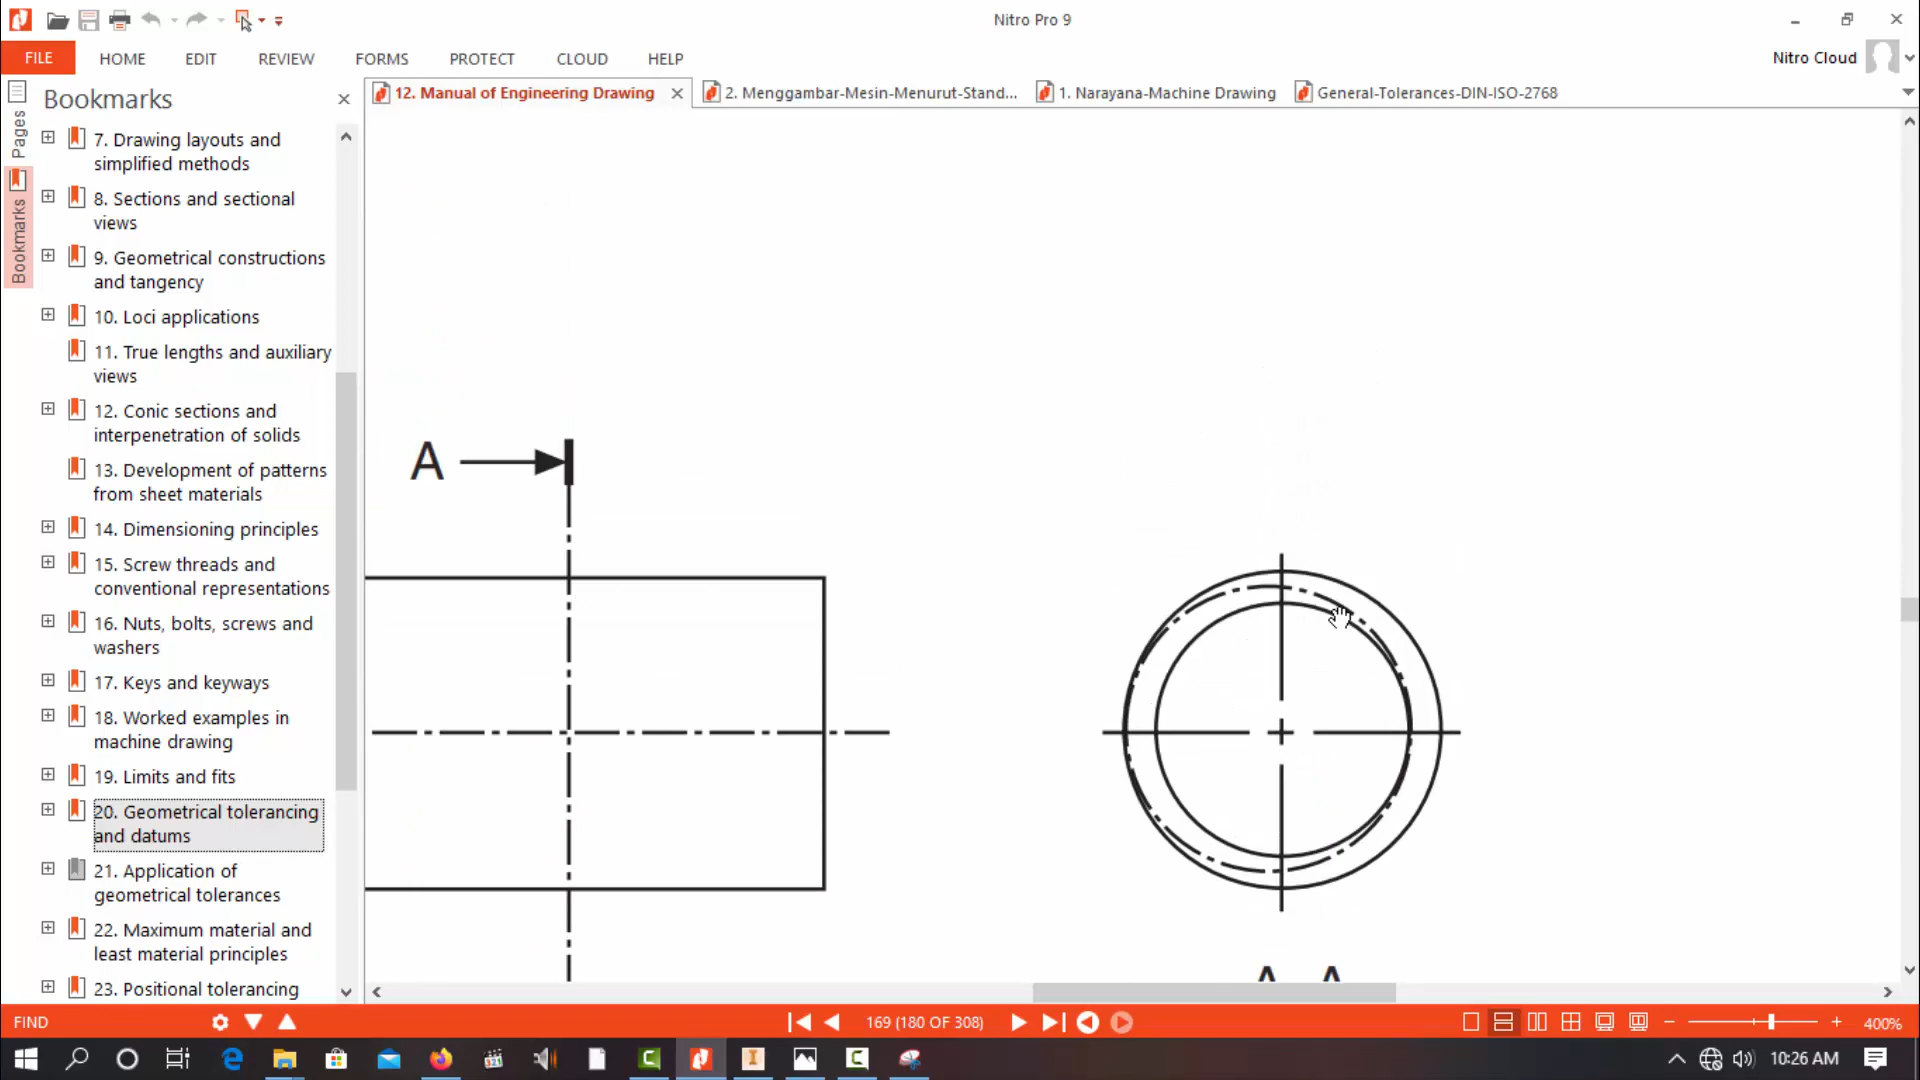 Nitro Pro 9
FILE HOME EDIT REVIEW FORMS PROTECT CLOUD HELP Nitro Cloud
12. Manual of Engineering Drawing 2. Menggambar-Mesin-Menurut-Stand... 1. Narayana-Machine Drawing General-Tolerances-DIN-ISO-2768
Pages
Bookmarks
Bookmarks
7. Drawing layouts and
simplified methods
8. Sections and sectional
views
9. Geometrical constructions
and tangency
10. Loci applications
11. True lengths and auxiliary
views
12. Conic sections and
interpenetration of solids
13. Development of patterns
from sheet materials
14. Dimensioning principles
15. Screw threads and
conventional representations
16. Nuts, bolts, screws and
washers
17. Keys and keyways
18. Worked examples in
machine drawing
19. Limits and fits
20. Geometrical tolerancing
and datums
21. Application of
geometrical tolerances
22. Maximum material and
least material principles
23. Positional tolerancing
A
A A
FIND 169 (180 OF 308) 400%
10:26 AM